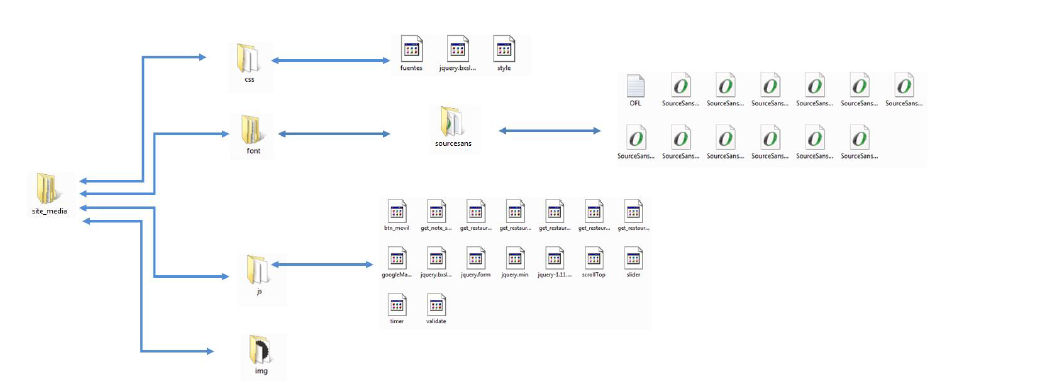 fuentes
jquery.bxsl...
style
css
OFL
SourceSans...
SourceSans...
SourceSans...
SourceSans...
SourceSans...
SourceSans...
font
sourcesans
SourceSans...
SourceSans...
SourceSans...
SourceSans...
SourceSans...
SourceSans...
site_media
btn_movil
get_note_s...
get_restaur...
get_restaur...
get_restaur...
get_restaur...
get_restaur...
googleMa...
jquery.bxsl...
jquery.form
jquery.min
jquery-1.11....
scrollTop
slider
js
timer
validate
img